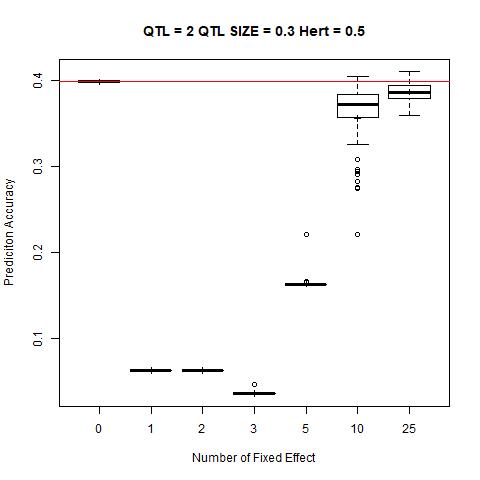 QTL = 2 QTL SIZE = 0.3 Hert = 0.5
Prediciton Accuracy
0.4
0.3
0.2
0.1
0 1 2 3 5 10 25
Number of Fixed Effect